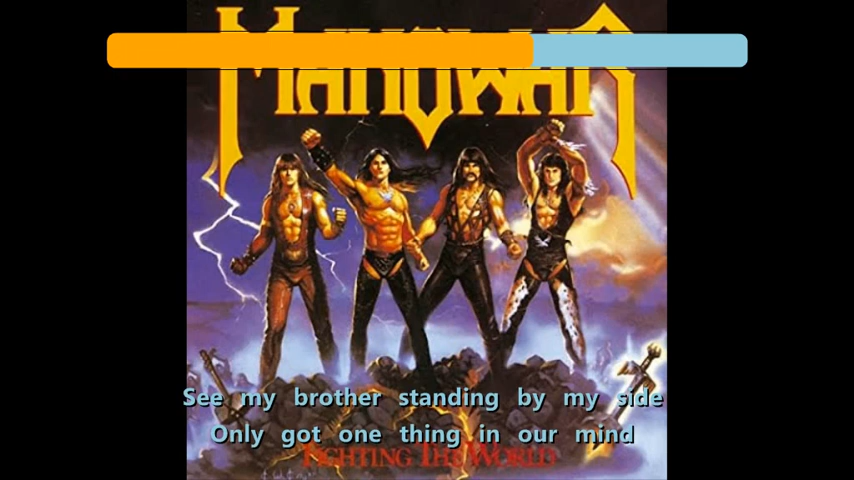 MANOWAR
See my brother standing by my side
Only got one thing in our mind
FIGHTING THE WORLD